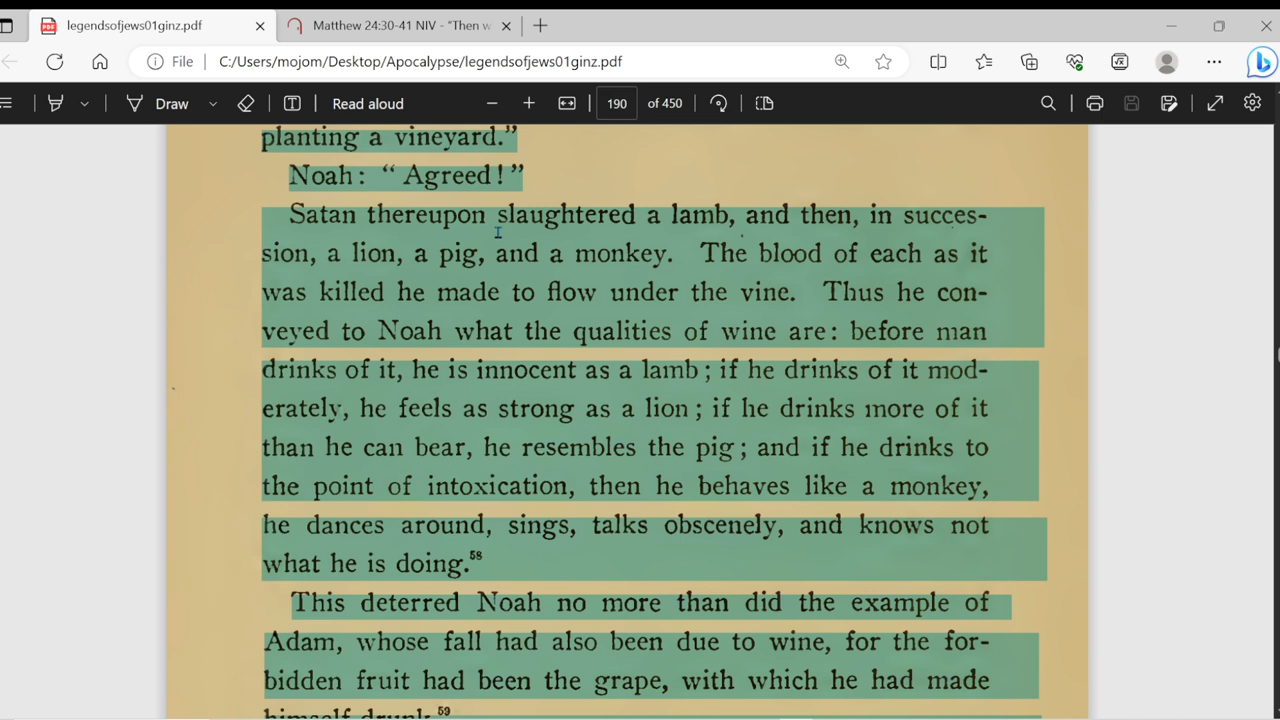 legendsofjews01ginz.pdf
Matthew 24:30-41 NIV - "Then w
File C:/Users/mojom/Desktop/Apocalypse/legendsofjews01ginz.pdf
Draw Read aloud 190 of 450
planting a vineyard."
Noah: " Agreed!"
Satan thereupon slaughtered a lamb, and then, in succes-
sion, a lion, a pig, and a monkey. The blood of each as it
was killed he made to flow under the vine. Thus he con-
veyed to Noah what the qualities of wine are: before man
drinks of it, he is innocent as a lamb; if he drinks of it mod-
erately, he feels as strong as a lion; if he drinks more of it
than he can bear, he resembles the pig; and if he drinks to
the point of intoxication, then he behaves like a monkey,
he dances around, sings, talks obscenely, and knows not
what he is doing.⁵⁸
This deterred Noah no more than did the example of
Adam, whose fall had also been due to wine, for the for-
bidden fruit had been the grape, with which he had made
himself drunk.⁵⁹